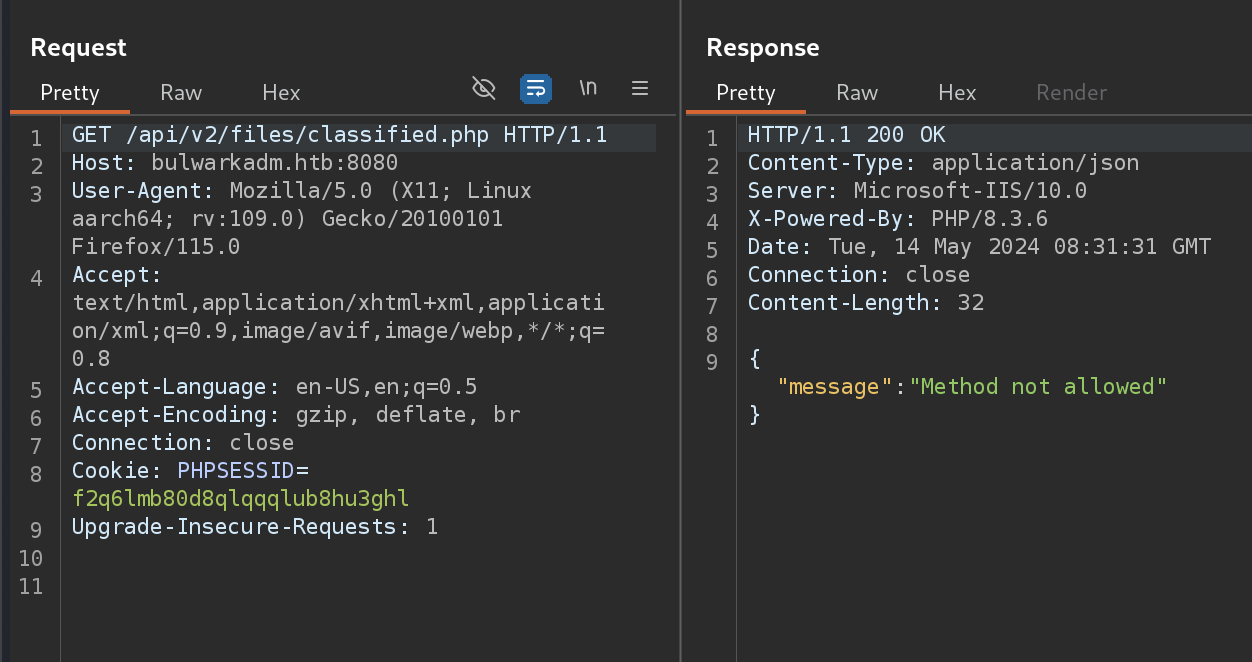 Request
Pretty Raw Hex \n
1 GET /api/v2/files/classified.php HTTP/1.1
2 Host: bulwarkadm.htb:8080
3 User-Agent: Mozilla/5.0 (X11; Linux
aarch64; rv:109.0) Gecko/20100101
Firefox/115.0
4 Accept:
text/html,application/xhtml+xml,applicati
on/xml;q=0.9,image/avif,image/webp,*/*;q=
0.8
5 Accept-Language: en-US,en;q=0.5
6 Accept-Encoding: gzip, deflate, br
7 Connection: close
8 Cookie: PHPSESSID=
f2q6lmb80d8qlqqqlub8hu3ghl
9 Upgrade-Insecure-Requests: 1
10
11
Response
Pretty Raw Hex Render
1 HTTP/1.1 200 OK
2 Content-Type: application/json
3 Server: Microsoft-IIS/10.0
4 X-Powered-By: PHP/8.3.6
5 Date: Tue, 14 May 2024 08:31:31 GMT
6 Connection: close
7 Content-Length: 32
8
9 {
"message":"Method not allowed"
}